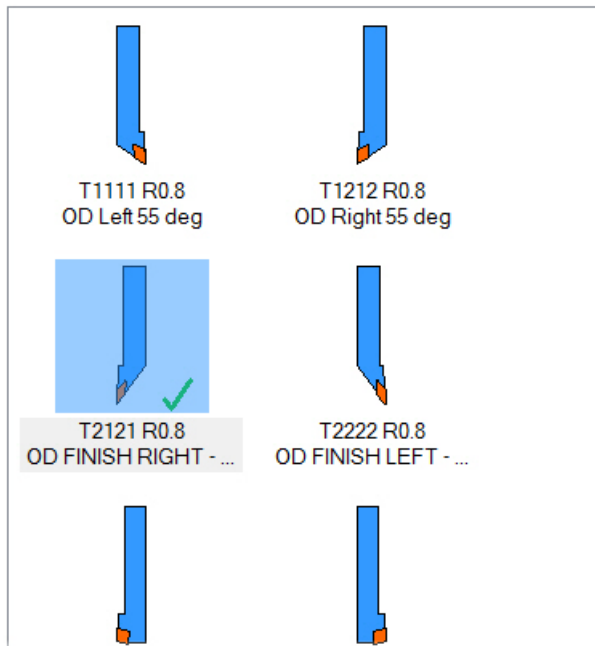 T1111 R0.8
OD Left 55 deg
T1212 R0.8
OD Right 55 deg
T2121 R0.8
OD FINISH RIGHT - ...
T2222 R0.8
OD FINISH LEFT - ...